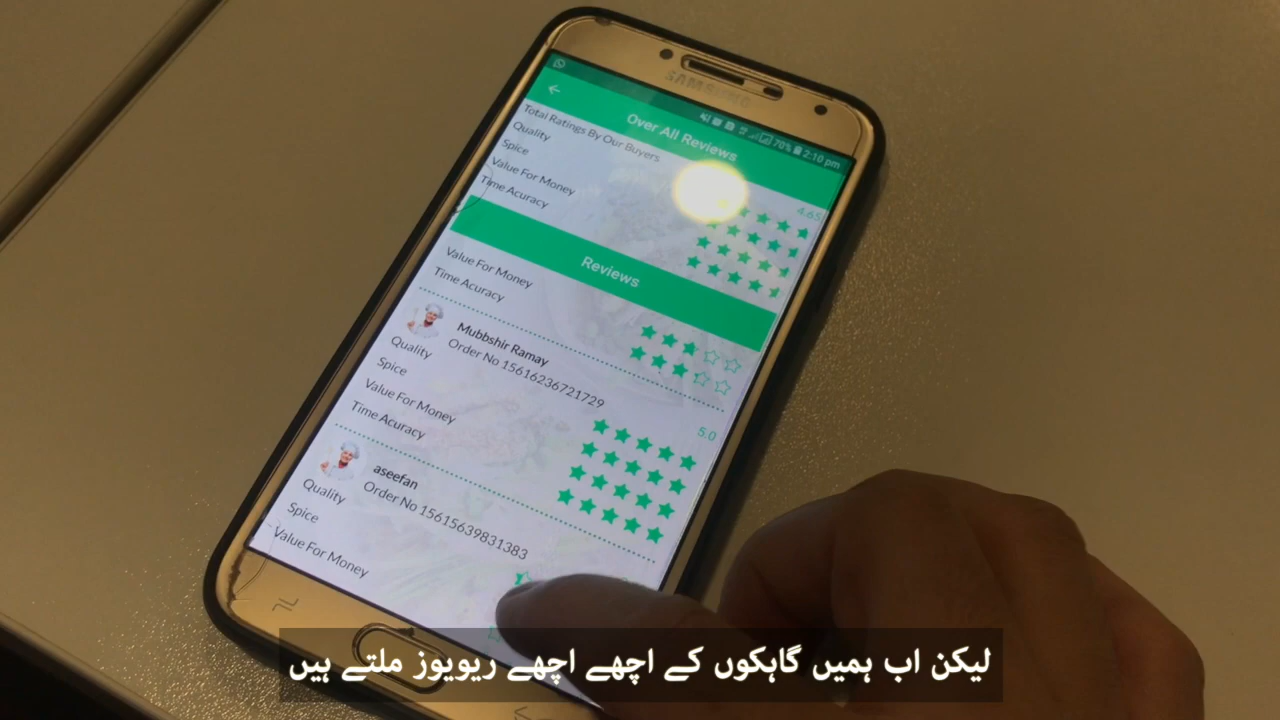 SAMSUNG
70% 2:10 pm
Over All Reviews
Total Ratings By Our Buyers
4.65
Quality
Spice
Value For Money
Time Acuracy
Reviews
Value For Money
Time Acuracy
Mubbshir Ramay
Order No 15616236721729
5.0
Quality
Spice
Value For Money
Time Acuracy
aseefan
Order No 15615639831383
Quality
Spice
Value For Money
لیکن اب ہمیں گاہکوں کے اچھے اچھے ریویوز ملتے ہیں